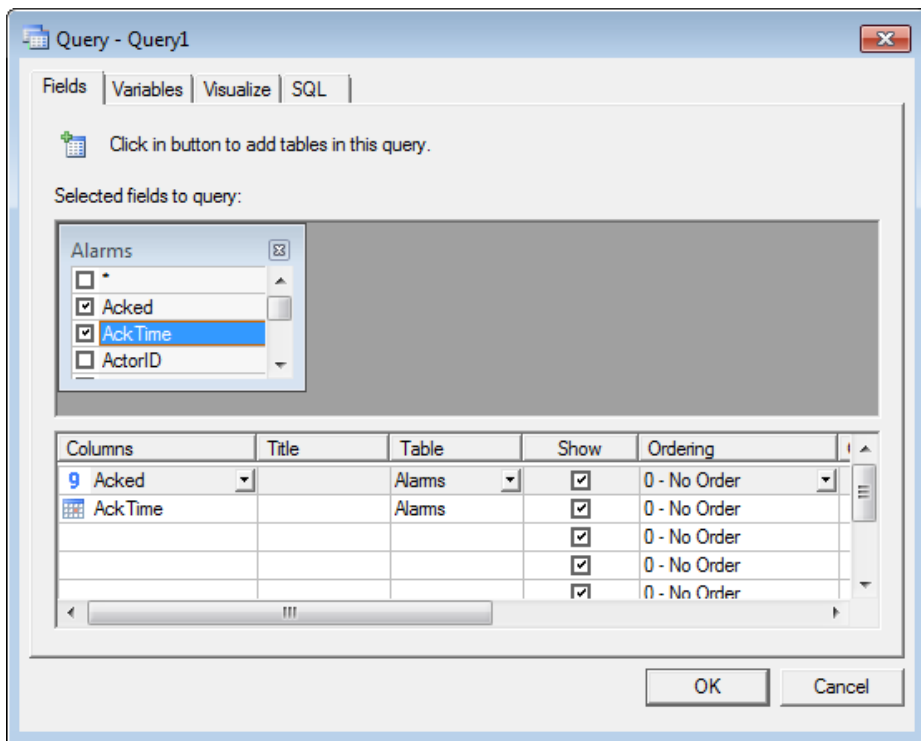 Query - Query1
Fields Variables Visualize SQL
Click in button to add tables in this query.
Selected fields to query:
Alarms
*
Acked
AckTime
ActorID
Columns Title Table Show Ordering
9 Acked Alarms 0 - No Order
AckTime Alarms 0 - No Order
0 - No Order
0 - No Order
0 - No Order
OK Cancel